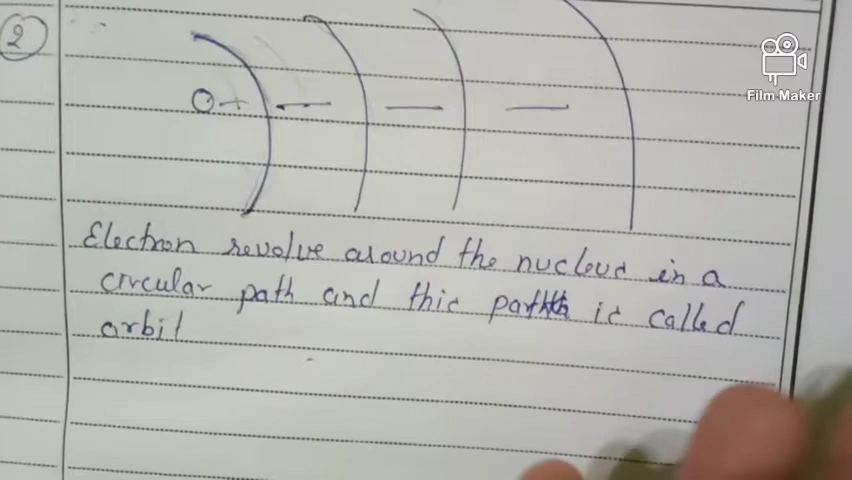 2
Film Maker
Electron revolve around the nucleus in a
circular path and this path is called
orbit